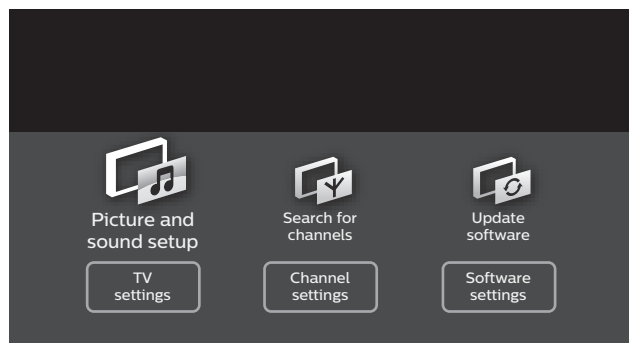 Picture and
sound setup
Search for
channels
Update
software
TV
settings
Channel
settings
Software
settings